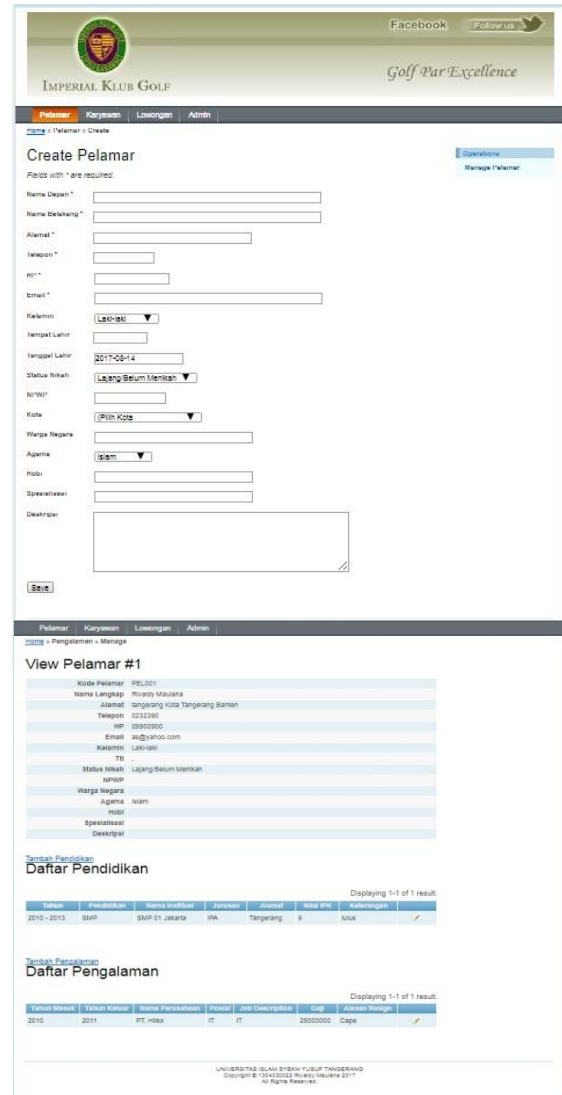 Facebook Follow us
Golf Par Excellence
IMPERIAL KLUB GOLF
Pelamar Karyawan Lowongan Admin
Home » Pelamar » Create
Create Pelamar
Operations
Manage Pelamar
Fields with * are required.
Nama Depan *
Nama Belakang *
Alamat *
Telepon *
HP *
Email *
Kelamin Laki-laki
Tempat Lahir
Tanggal Lahir 2017-08-14
Status Nikah Lajang/Belum Menikah
NPWP
Kota (Pilih Kota
Warga Negara
Agama Islam
Hobi
Spesialisasi
Deskripsi
Save
Pelamar Karyawan Lowongan Admin
Home » Pengalaman » Manage
View Pelamar #1
Kode Pelamar PEL001
Nama Lengkap Rivaldy Maulana
Alamat tangerang Kota Tangerang Banten
Telepon 0232390
HP 09900900
Email as@yahoo.com
Kelamin Laki-laki
Ttl ,
Status Nikah Lajang/Belum Menikah
NPWP
Warga Negara
Agama Islam
Hobi
Spesialisasi
Deskripsi
Tambah Pendidikan
Daftar Pendidikan
Displaying 1-1 of 1 result.
Tahun Pendidikan Nama Institusi Jurusan Alamat Nilai IPK Keterangan
2010 - 2013 SMP SMP 01 Jakarta IPA Tangerang 9 lulus
Tambah Pengalaman
Daftar Pengalaman
Displaying 1-1 of 1 result.
Tahun Masuk Tahun Keluar Nama Perusahaan Posisi Job Description Gaji Alasan Resign
2010 2011 PT. Hilex IT IT 25000000 Cape
UNIVERSITAS ISLAM SYEKH YUSUF TANGERANG
Copyright © 1304030022 Rivaldy Maulana 2017
All Rights Reserved.